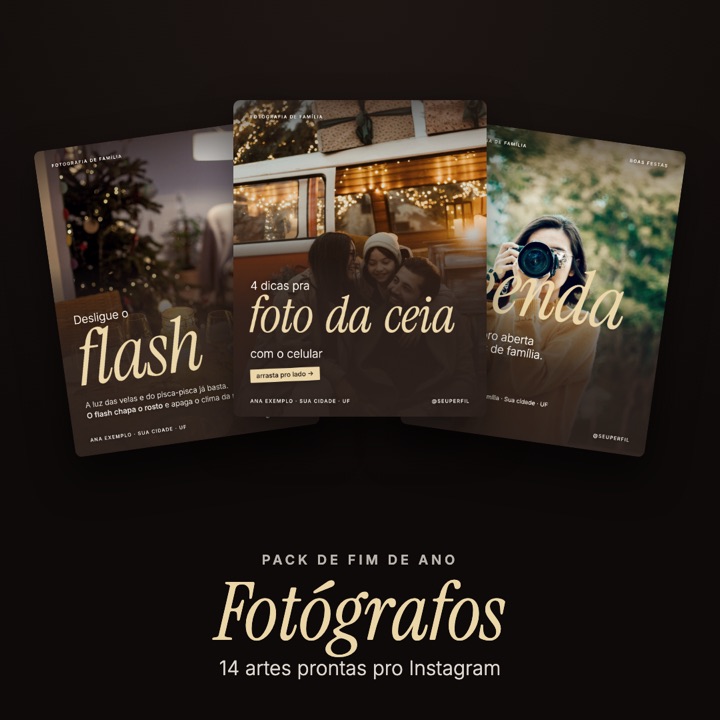 FOTOGRAFIA DE FAMÍLIA
Desligue o
flash
A luz das velas e do pisca-pisca já basta.
O flash chapa o rosto e apaga o clima da
ANA EXEMPLO · SUA CIDADE · UF
FOTOGRAFIA DE FAMÍLIA
4 dicas pra
foto da ceia
com o celular
arrasta pro lado →
ANA EXEMPLO · SUA CIDADE · UF
@SEUPERFIL
DE FAMÍLIA
BOAS FESTAS
enda
ro aberta
de família.
mília · Sua cidade · UF
@SEUPERFIL
PACK DE FIM DE ANO
Fotógrafos
14 artes prontas pro Instagram